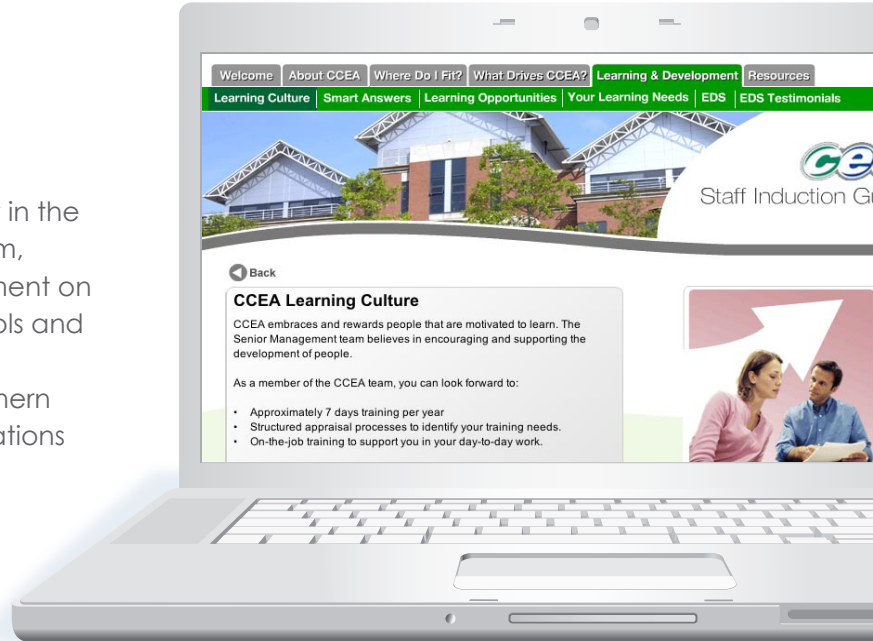 in the
ment on
and
Welcome About CCEA Where Do I Fit? What Drives CCEA? Learning & Development Resources
Learning Culture Smart Answers Learning Opportunities Your Learning Needs EDS EDS Testimonials
Staff Induction
Back
CCEA Learning Culture
CCEA embraces and rewards people that are motivated to learn. The
Senior Management team believes in encouraging and supporting the
development of people.
As a member of the CCEA team, you can look forward to:
• Approximately 7 days training per year
• Structured appraisal processes to identify your training needs.
• On-the-job training to support you in your day-to-day work.